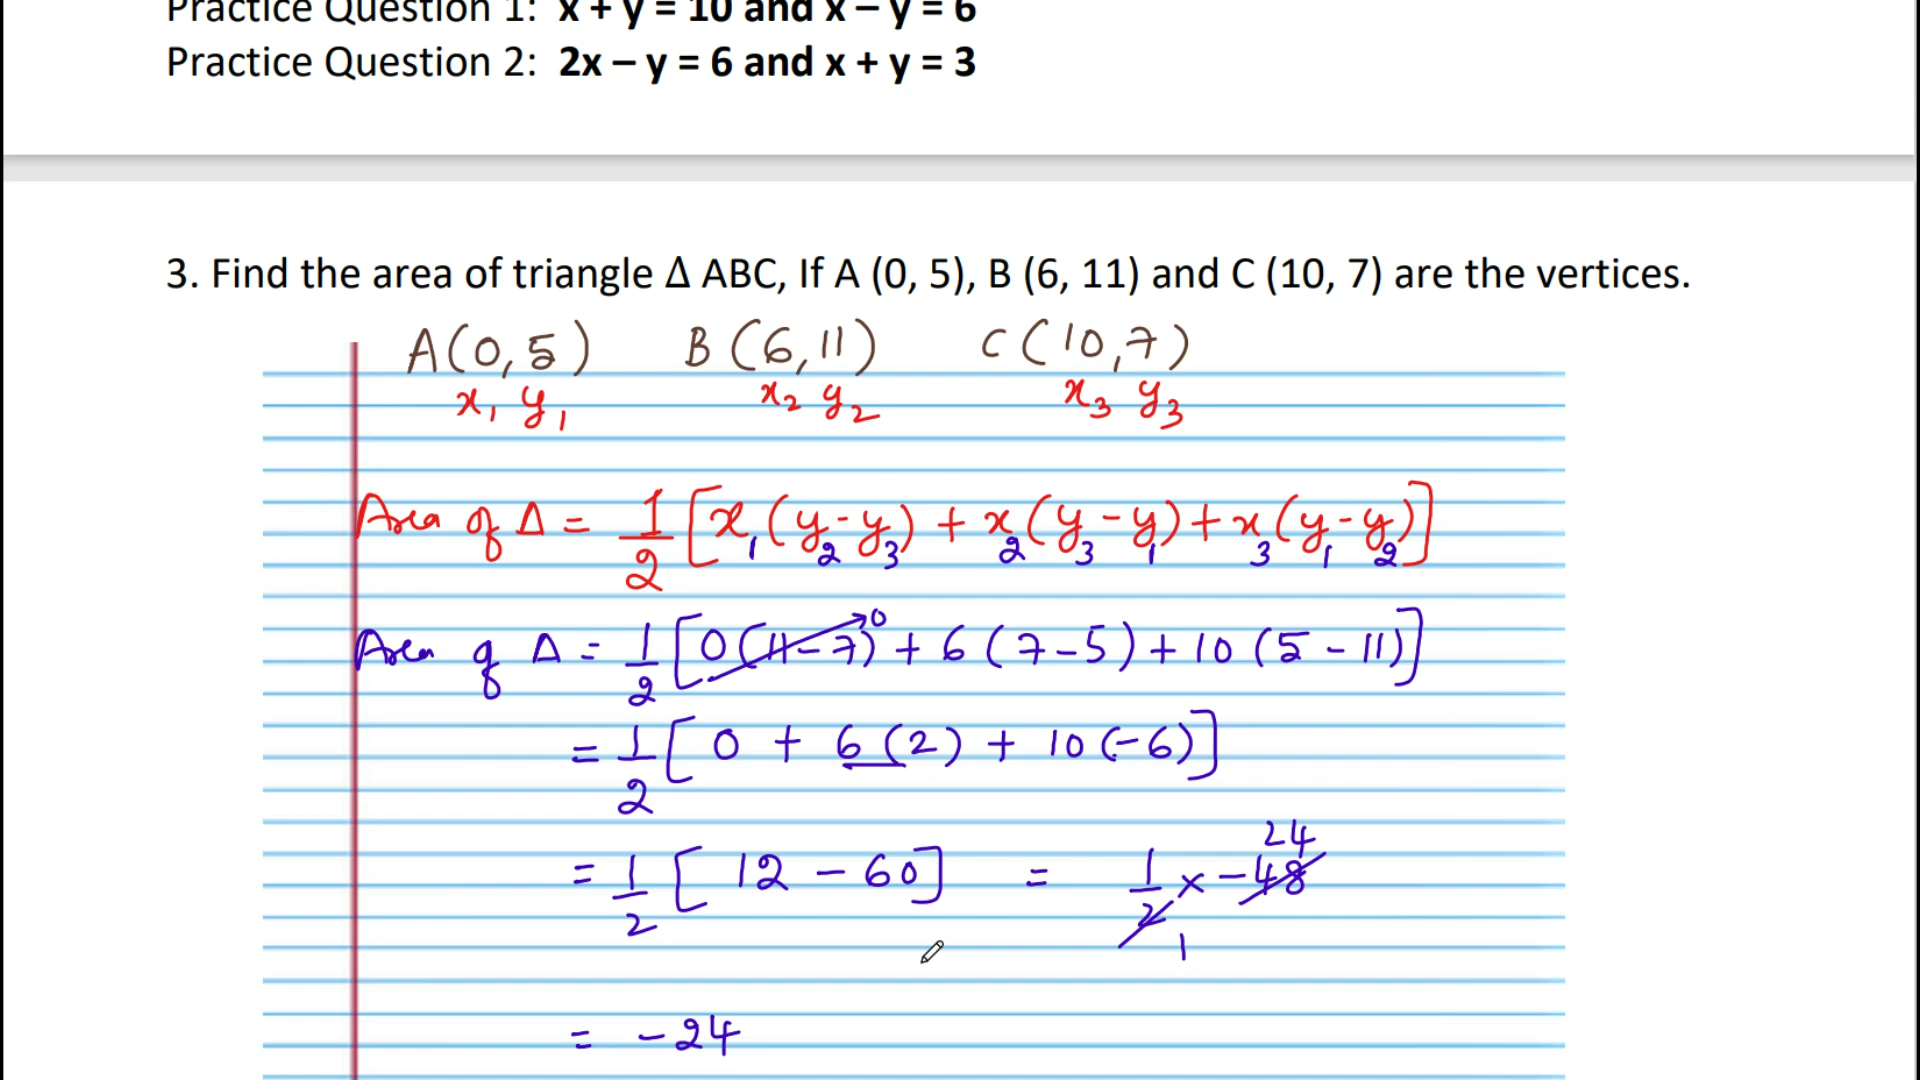 Practice Question 1: x + y = 10 and x – y = 6
Practice Question 2: 2x – y = 6 and x + y = 3
3. Find the area of triangle Δ ABC, If A (0, 5), B (6, 11) and C (10, 7) are the vertices.
A(0,5) B(6,11) C(10,7)
x₁ y₁ x₂ y₂ x₃ y₃
Area of Δ = 1/2 [x₁(y₂-y₃) + x₂(y₃-y₁) + x₃(y₁-y₂)]
Area of Δ = 1/2 [0(11-7)→0 + 6(7-5) + 10(5-11)]
= 1/2 [0 + 6(2) + 10(-6)]
= 1/2 [12 - 60] = 1/2 x -48 24 1
= -24